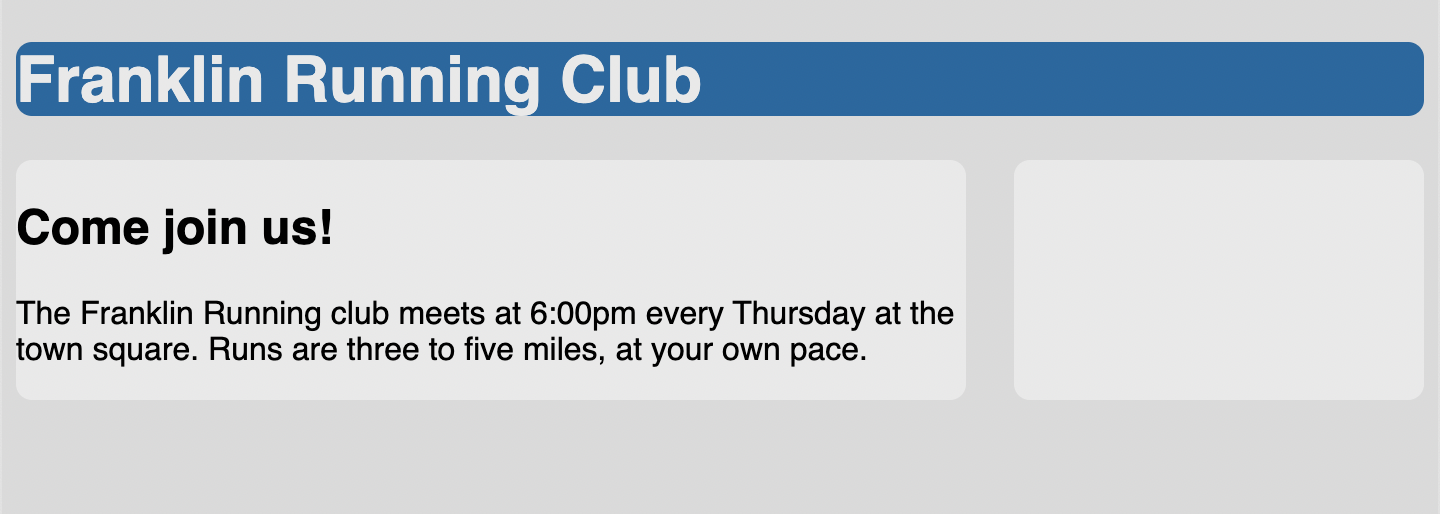 Franklin Running Club
Come join us!
The Franklin Running club meets at 6:00pm every Thursday at the
town square. Runs are three to five miles, at your own pace.